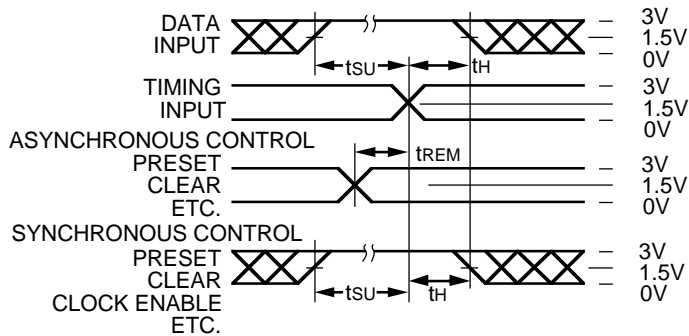 DATA
INPUT
3V
1.5V
0V
tSU
tH
TIMING
INPUT
3V
1.5V
0V
ASYNCHRONOUS CONTROL
PRESET
CLEAR
ETC.
tREM
3V
1.5V
0V
SYNCHRONOUS CONTROL
PRESET
CLEAR
CLOCK ENABLE
ETC.
tSU
tH
3V
1.5V
0V